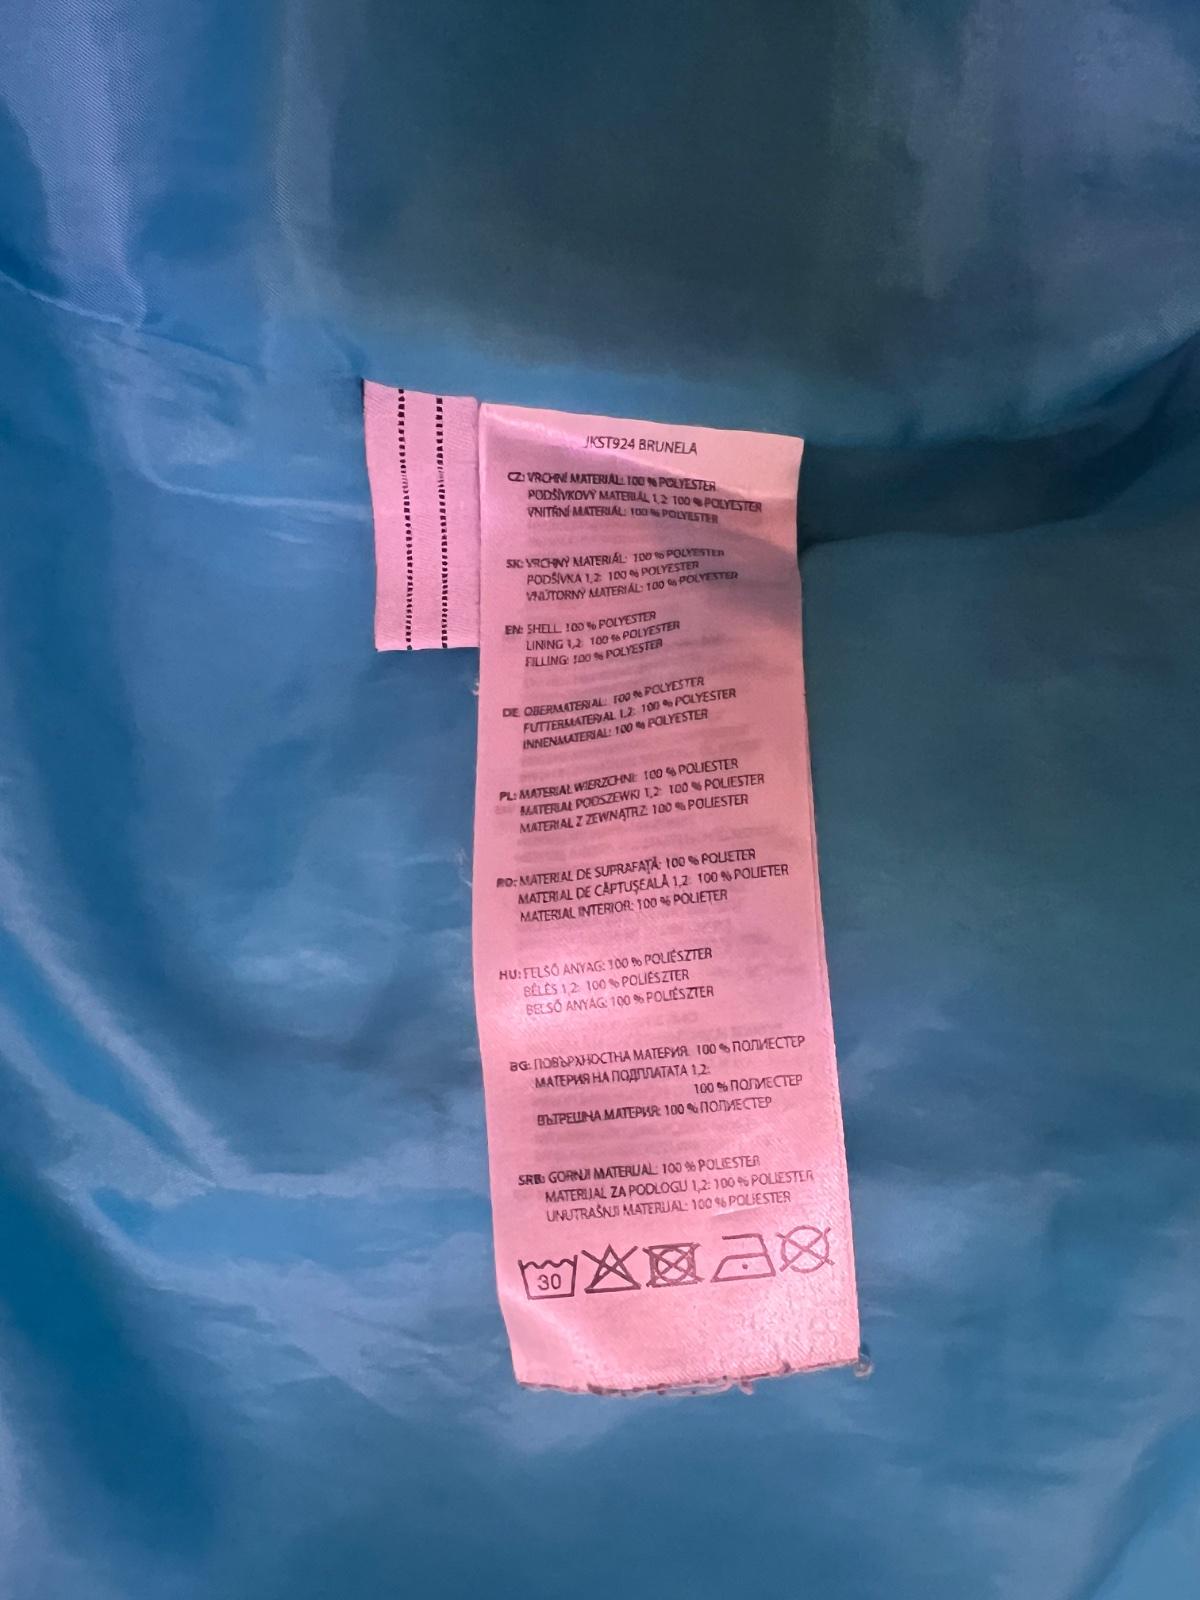 JKST924 BRUNELA
CZ: VRCHNÍ MATERIÁL: 100 % POLYESTER
PODŠÍVKOVÝ MATERIÁL 1,2: 100 % POLYESTER
VNITŘNÍ MATERIÁL: 100 % POLYESTER
SK: VRCHNÝ MATERIÁL: 100 % POLYESTER
PODŠÍVKA 1,2: 100 % POLYESTER
VNÚTORNÝ MATERIÁL: 100 % POLYESTER
EN: SHELL: 100 % POLYESTER
LINING 1,2: 100 % POLYESTER
FILLING: 100 % POLYESTER
DE: OBERMATERIAL: 100 % POLYESTER
FUTTERMATERIAL 1,2: 100 % POLYESTER
INNENMATERIAL: 100 % POLYESTER
PL: MATERIAŁ WIERZCHNI: 100 % POLIESTER
MATERIAŁ PODSZEWKI 1,2: 100 % POLIESTER
MATERIAŁ Z ZEWNĄTRZ: 100 % POLIESTER
RO: MATERIAL DE SUPRAFAȚĂ: 100 % POLIETER
MATERIAL DE CĂPTUȘEALĂ 1,2: 100 % POLIETER
MATERIAL INTERIOR: 100 % POLIETER
HU: FELSŐ ANYAG: 100 % POLIÉSZTER
BÉLÉS 1,2: 100 % POLIÉSZTER
BELSŐ ANYAG: 100 % POLIÉSZTER
BG: ПОВЪРХНОСТНА МАТЕРИЯ: 100 % ПОЛИЕСТЕР
МАТЕРИЯ НА ПОДПЛАТАТА 1,2:
100 % ПОЛИЕСТЕР
ВЪТРЕШНА МАТЕРИЯ: 100 % ПОЛИЕСТЕР
SRB: GORNJI MATERIJAL: 100 % POLIESTER
MATERIJAL ZA PODLOGU 1,2: 100 % POLIESTER
UNUTRAŠNJI MATERIJAL: 100 % POLIESTER
30